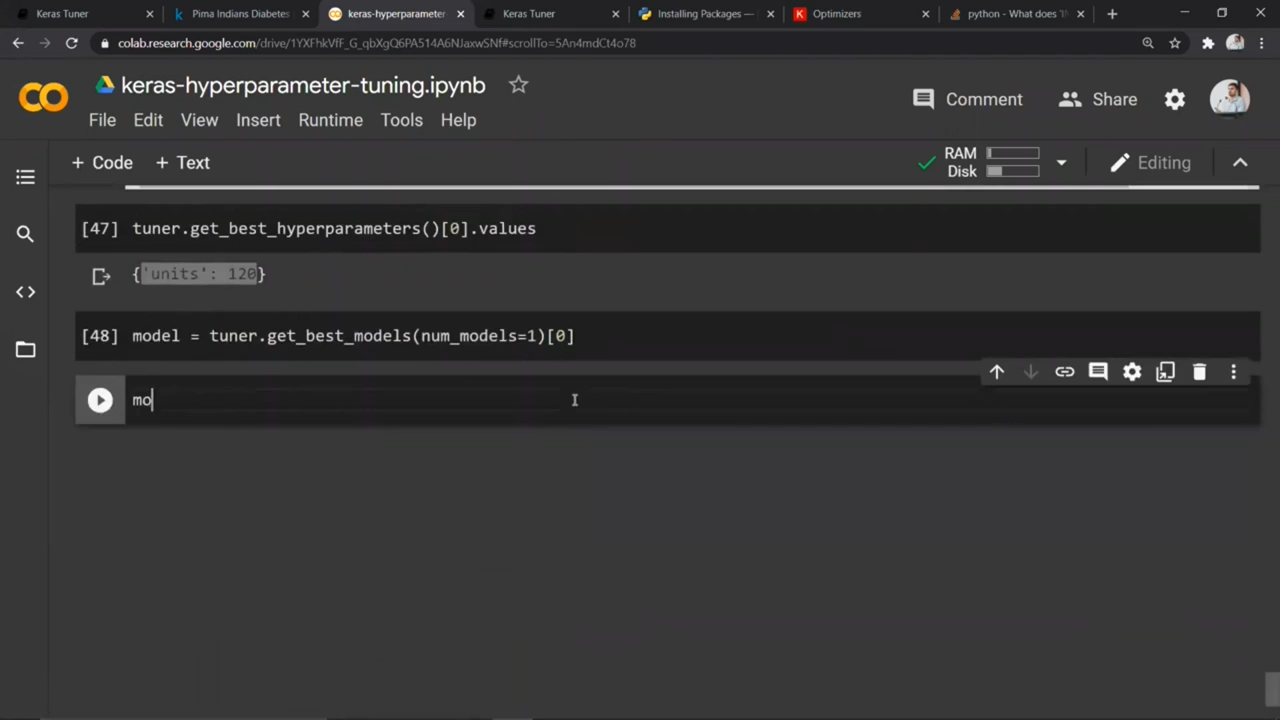 Keras Tuner
Pima Indians Diabetes
keras-hyperparameter
Keras Tuner
Installing Packages —
Optimizers
python - What does 'th
colab.research.google.com/drive/1YXFhkVfF_G_qbXgQ6PA514A6NJaxwSNf#scrollTo=5An4mdCt4o78
keras-hyperparameter-tuning.ipynb
Comment
Share
File Edit View Insert Runtime Tools Help
+ Code + Text
RAM
Disk
Editing
[47] tuner.get_best_hyperparameters()[0].values
{'units': 120}
[48] model = tuner.get_best_models(num_models=1)[0]
mo